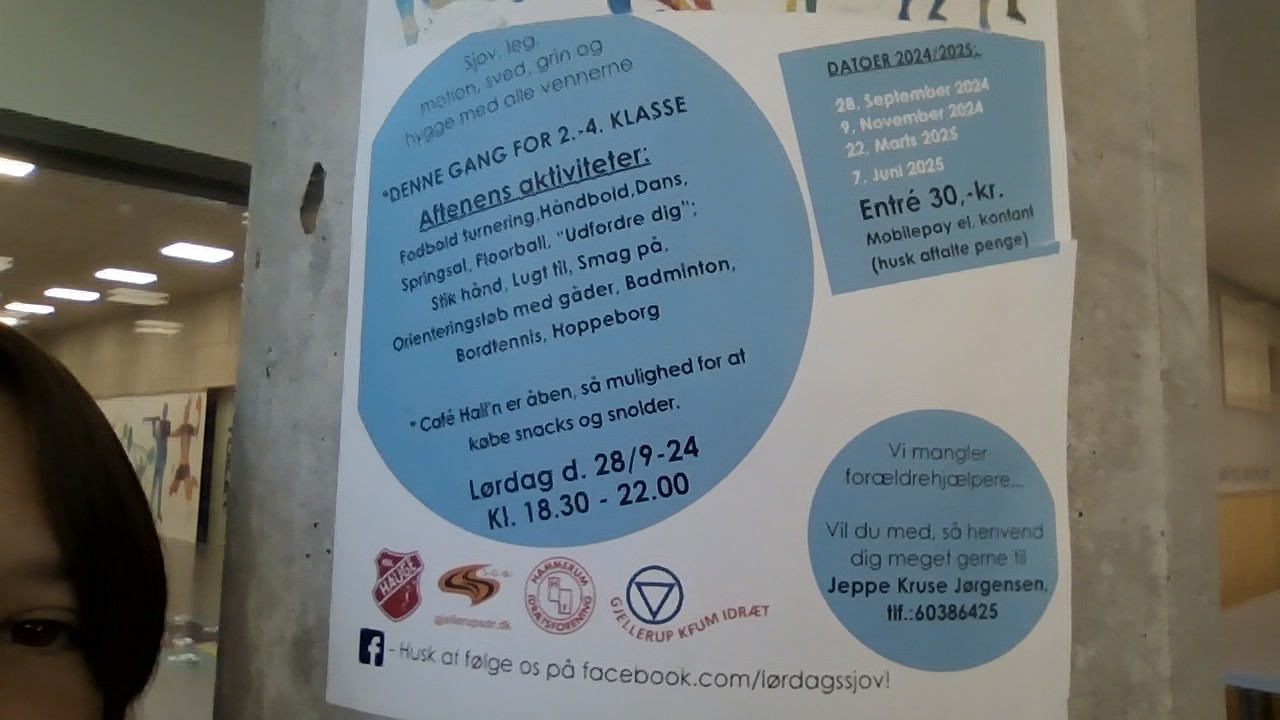 Sjov, leg,
motion, sved, grin og
hygge med alle vennerne
*DENNE GANG FOR 2.-4. KLASSE
Aftenens aktiviteter:
Fodbold turnering, Håndbold, Dans,
Springsal, Floorball, "Udfordre dig";
Stik hånd, Lugt til, Smag på,
Orienteringsløb med gåder, Badminton,
Bordtennis, Hoppeborg
* Café Hall'n er åben, så mulighed for at
købe snacks og snolder.
Lørdag d. 28/9-24
Kl. 18.30 - 22.00
DATOER 2024/2025:
28. September 2024
9. November 2024
22. Marts 2025
7. Juni 2025
Entré 30,-kr.
Mobilepay el. kontant
(husk aftalte penge)
Vi mangler
forældrehjælpere...
Vil du med, så henvend
dig meget gerne til
Jeppe Kruse Jørgensen,
tlf.:60386425
HAUGE
gjellerupsdr.dk
HAMMERUM
IDRÆTSFORENING
GJELLERUP KFUM IDRÆT
f - Husk at følge os på facebook.com/lørdagssjov!